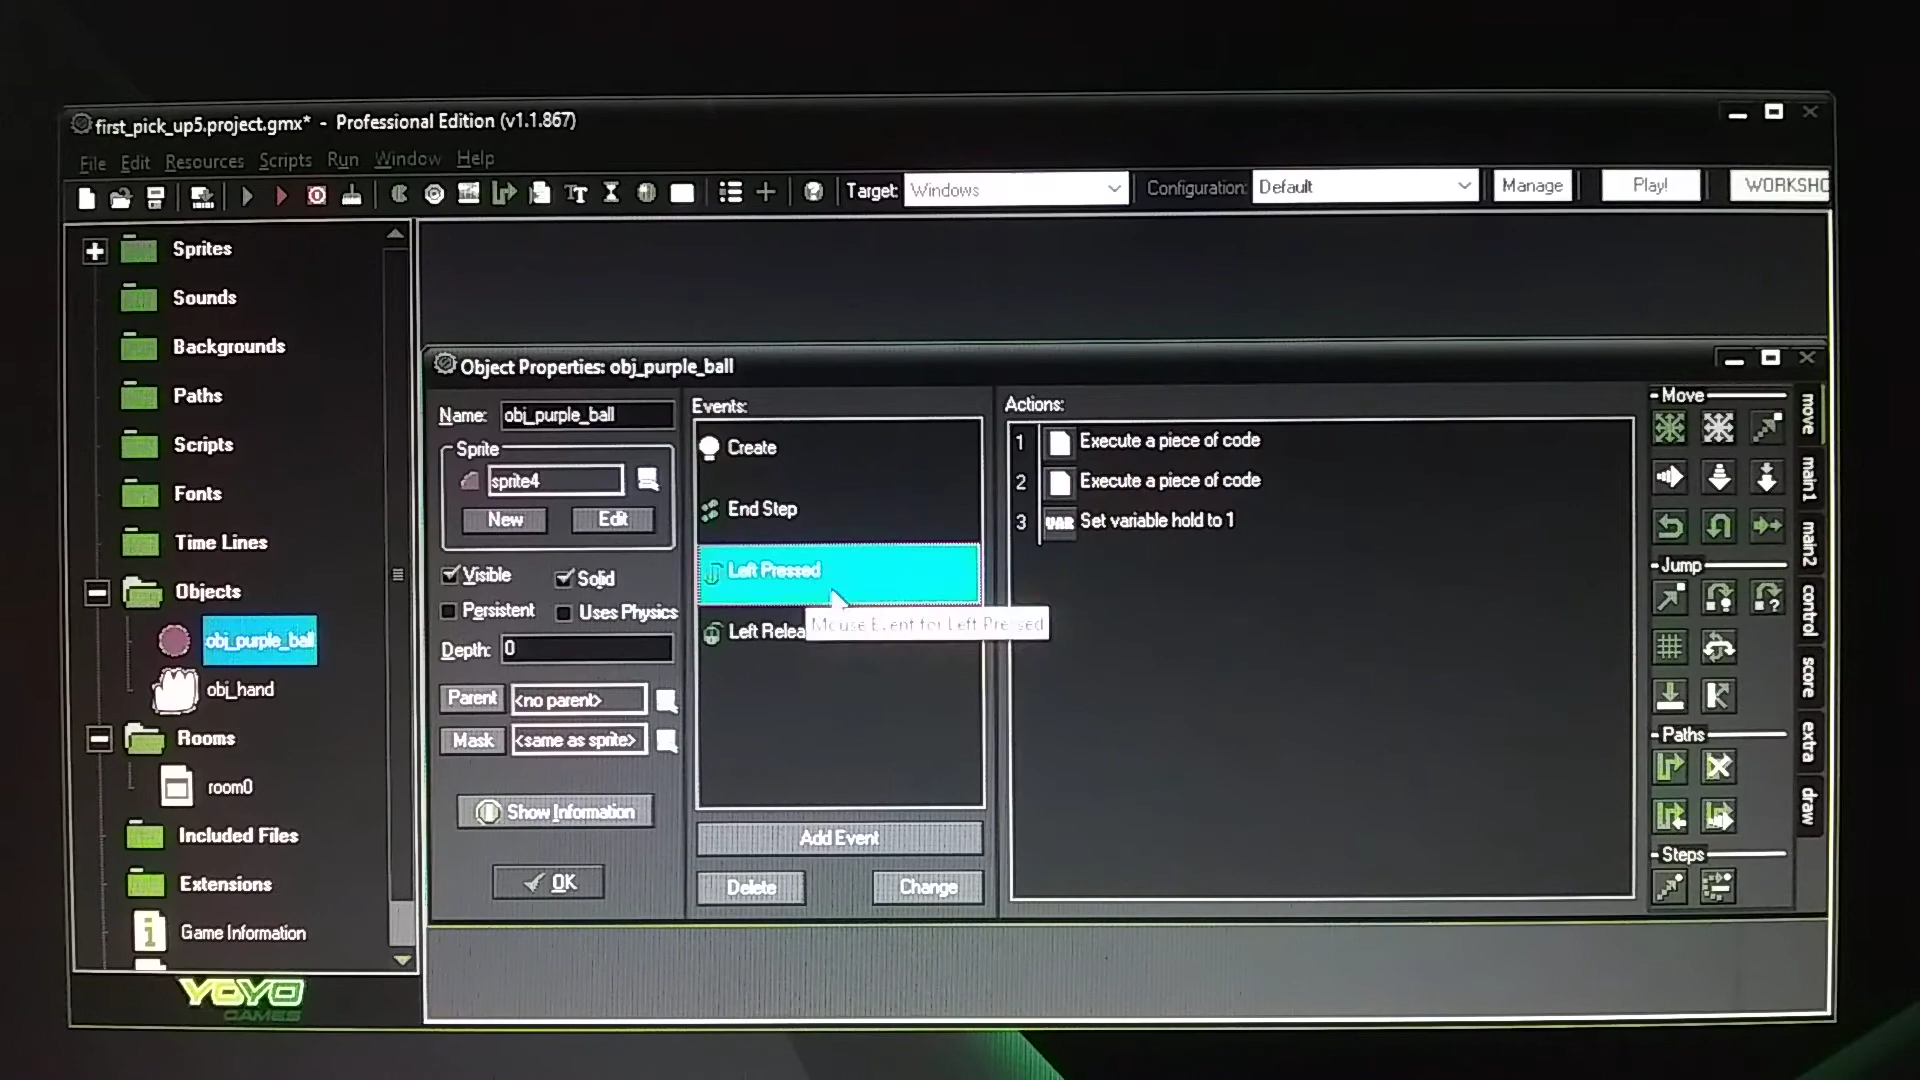 first_pick_up5.project.gmx* - Professional Edition (v1.1.867)
File Edit Resources Scripts Run Window Help
Target: Windows Configuration: Default Manage Play! WORKSHO
Sprites
Sounds
Backgrounds
Paths
Scripts
Fonts
Time Lines
Objects
obj_purple_ball
obj_hand
Rooms
room0
Included Files
Extensions
Game Information
YOYO
GAMES
Object Properties: obj_purple_ball
Name: obj_purple_ball
Sprite
sprite4
New Edit
Visible Solid
Persistent Uses Physics
Depth: 0
Parent <no parent>
Mask <same as sprite>
Show Information
OK
Events:
Create
End Step
Left Pressed
Left Relea
Mouse Event for Left Pressed
Add Event
Delete Change
Actions:
1 Execute a piece of code
2 Execute a piece of code
3 VAR Set variable hold to 1
Move
Jump
Paths
Steps
move
main1
main2
control
score
extra
draw